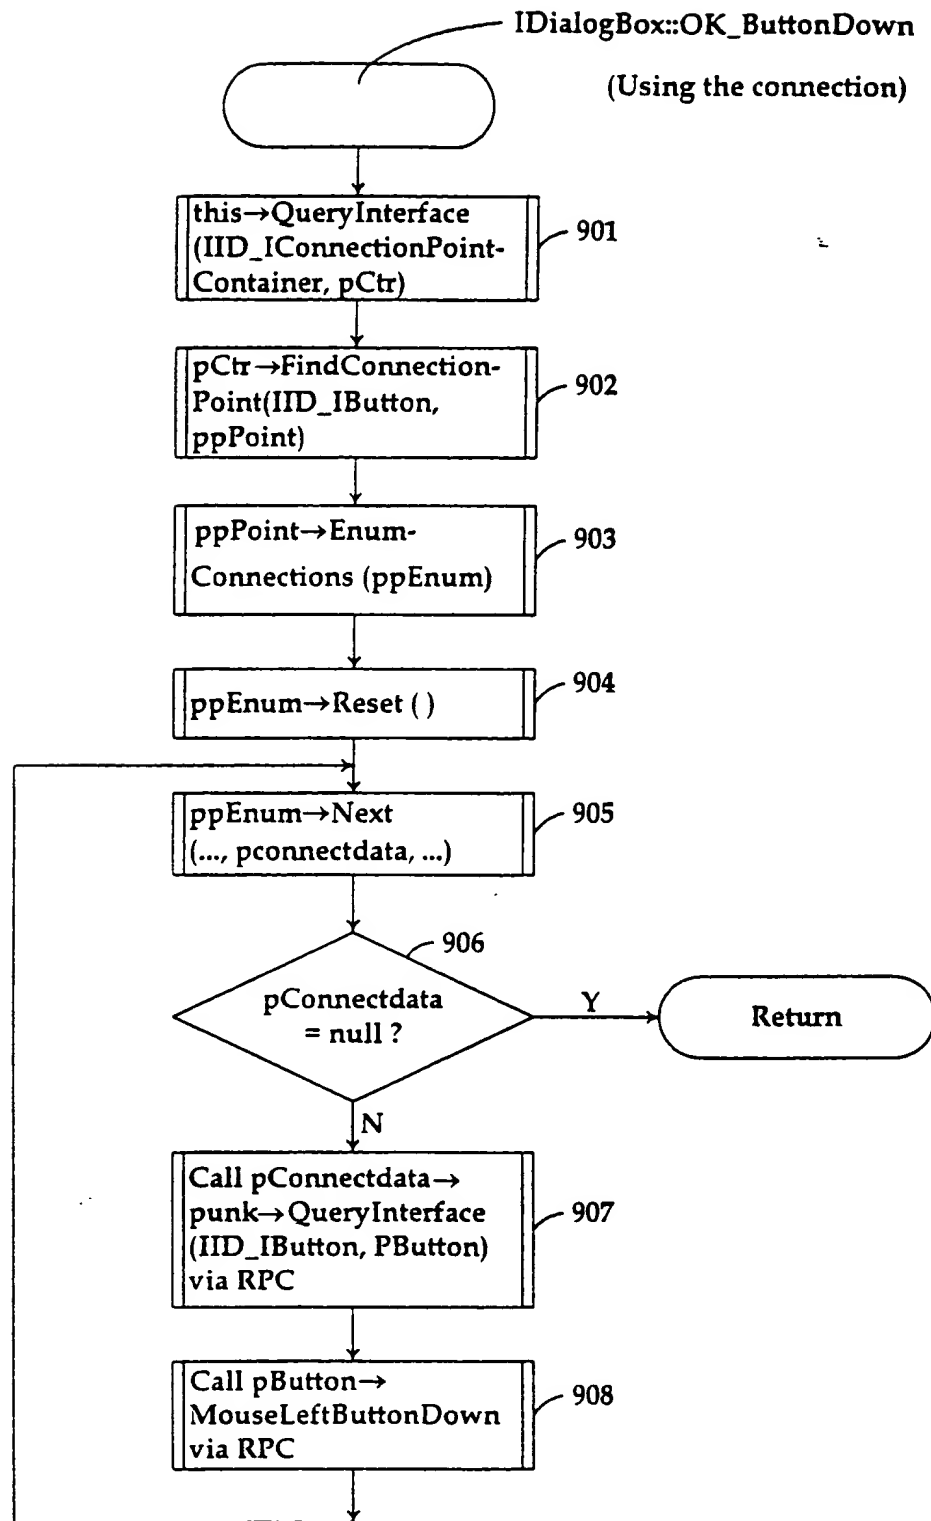 IDialogBox::OK_ButtonDown
(Using the connection)
this→QueryInterface
(IID_IConnectionPoint-
Container, pCtr)
901
pCtr→FindConnection-
Point(IID_IButton,
ppPoint)
902
ppPoint→Enum-
Connections (ppEnum)
903
ppEnum→Reset ( )
904
ppEnum→Next
(..., pconnectdata, ...)
905
906
pConnectdata
= null ?
Y
Return
N
Call pConnectdata→
punk→QueryInterface
(IID_IButton, PButton)
via RPC
907
Call pButton→
MouseLeftButtonDown
via RPC
908